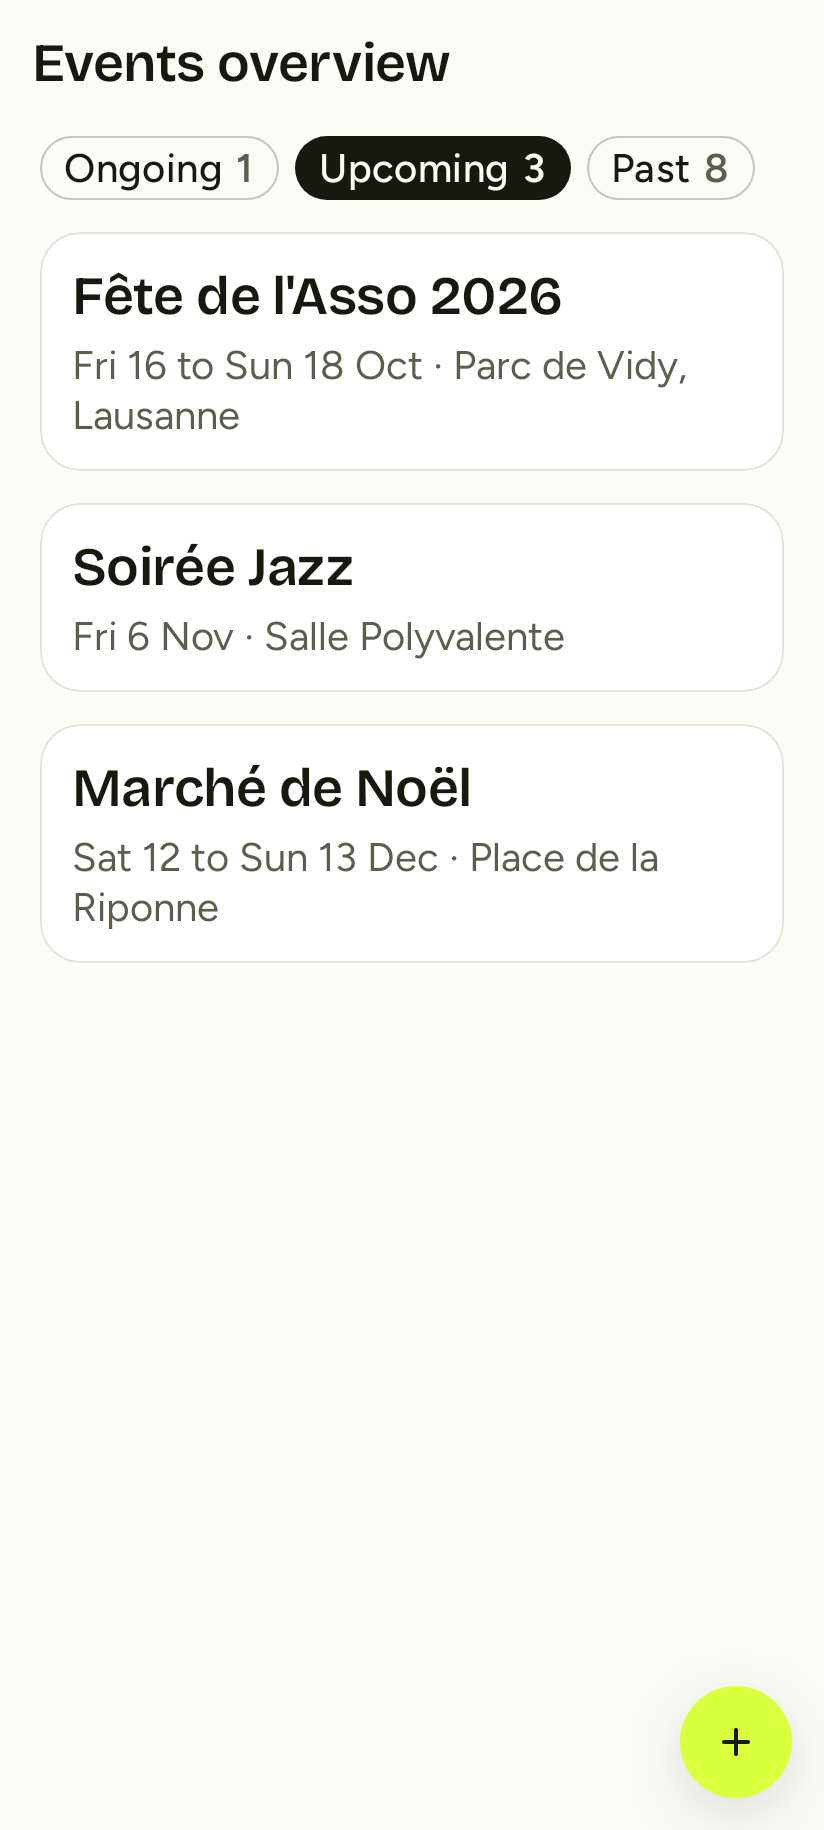 Events overview
Ongoing 1
Upcoming 3
Past 8
Fête de l'Asso 2026
Fri 16 to Sun 18 Oct · Parc de Vidy,
Lausanne
Soirée Jazz
Fri 6 Nov · Salle Polyvalente
Marché de Noël
Sat 12 to Sun 13 Dec · Place de la
Riponne